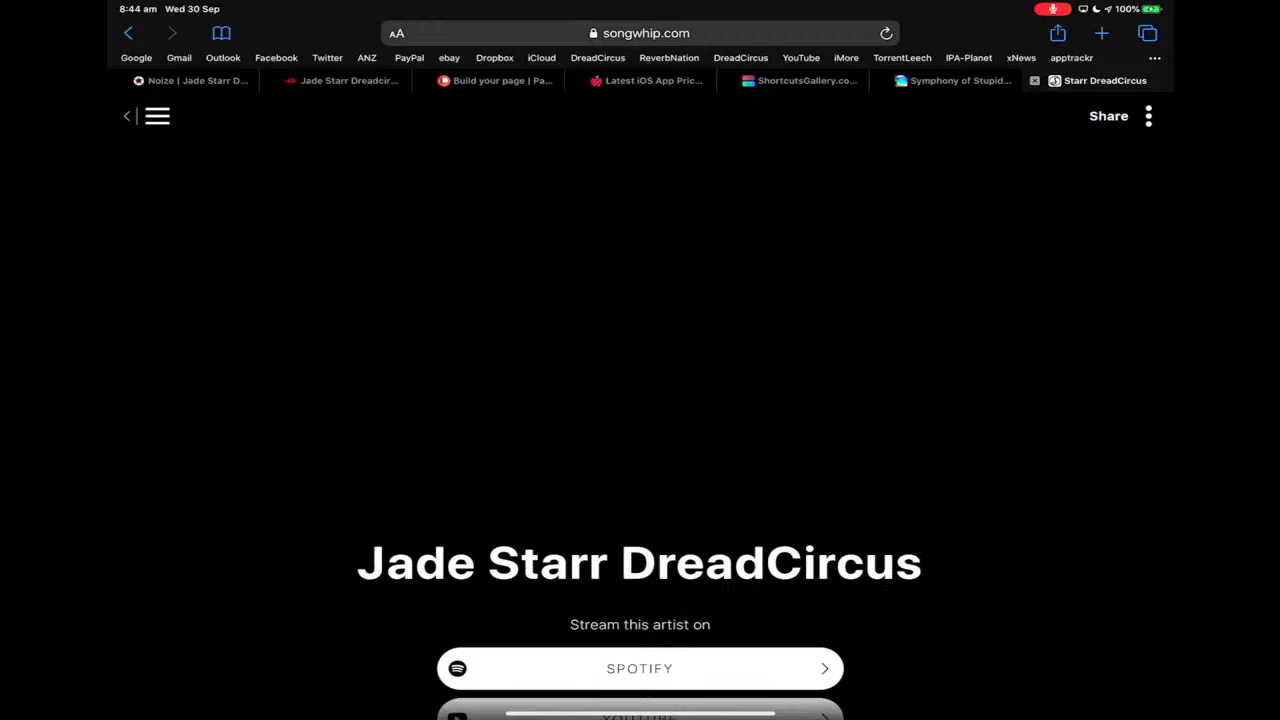 8:44 am Wed 30 Sep 100%
AA songwhip.com
Google Gmail Outlook Facebook Twitter ANZ PayPal ebay Dropbox iCloud DreadCircus ReverbNation DreadCircus YouTube iMore TorrentLeech IPA-Planet xNews apptrackr ...
Noize | Jade Starr D... Jade Starr Dreadcir... Build your page | Pa... Latest iOS App Pric... ShortcutsGallery.co... Symphony of Stupid... Starr DreadCircus
Share
Jade Starr DreadCircus
Stream this artist on
SPOTIFY
YOUTUBE